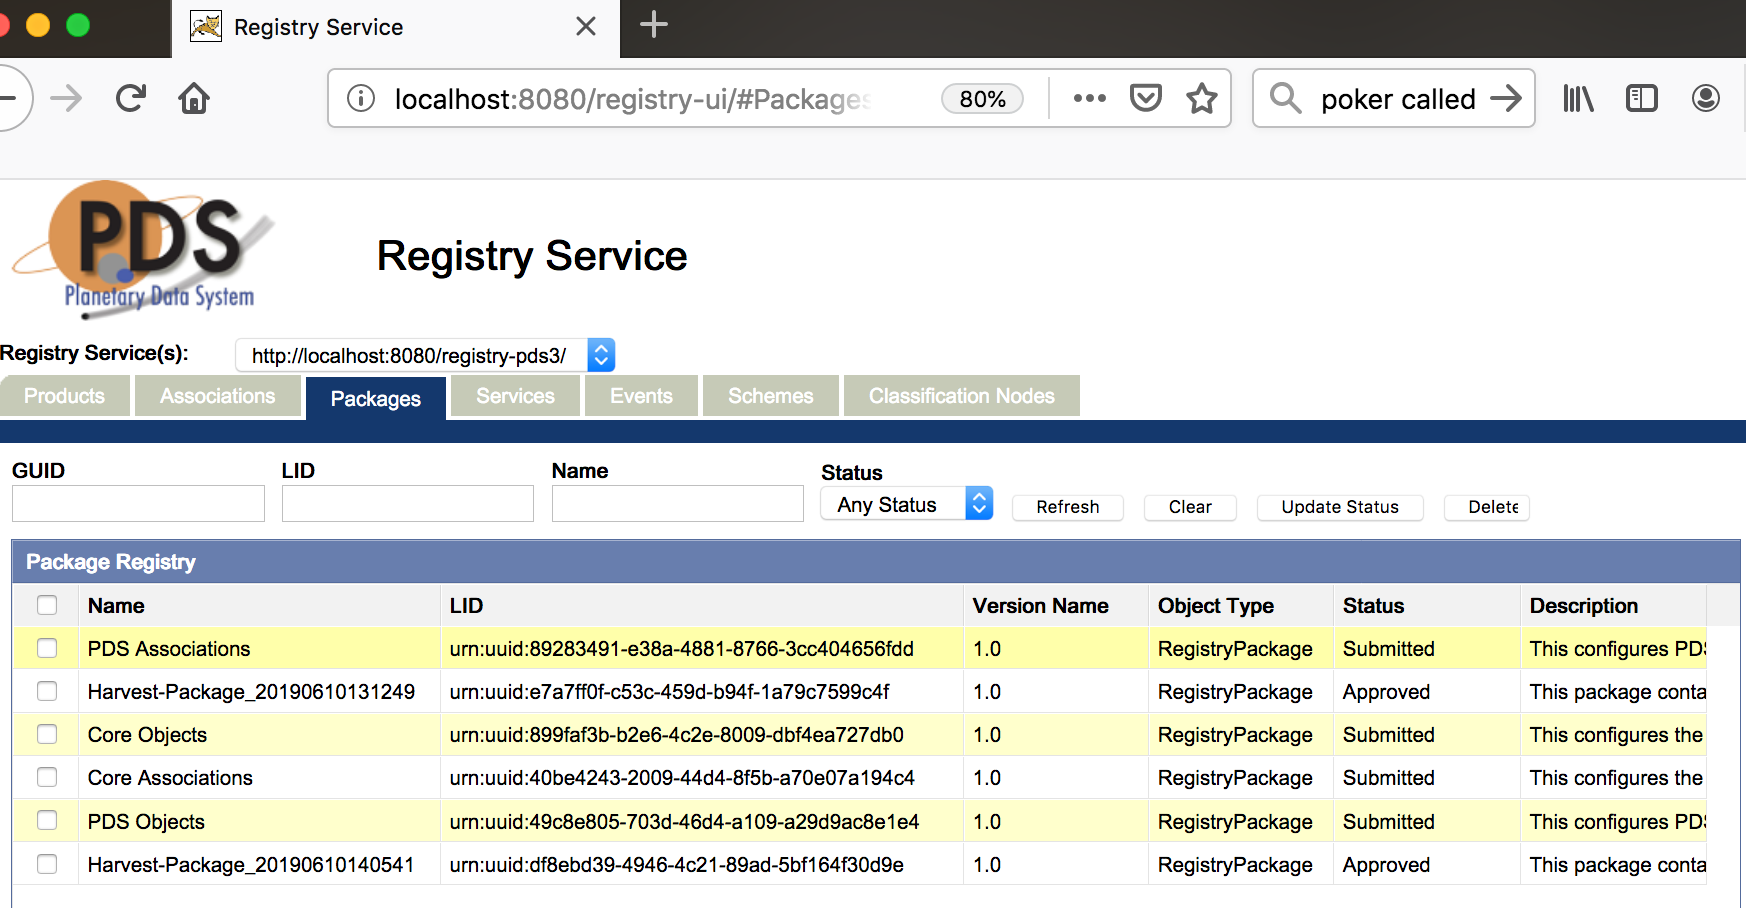 Registry Service
localhost:8080/registry-ui/#Packages
80%
poker called
PDS
Planetary Data System
Registry Service
Registry Service(s):
http://localhost:8080/registry-pds3/
Products Associations Packages Services Events Schemes Classification Nodes
GUID LID Name Status
Any Status Refresh Clear Update Status Delete
Package Registry
Name LID Version Name Object Type Status Description
PDS Associations urn:uuid:89283491-e38a-4881-8766-3cc404656fdd 1.0 RegistryPackage Submitted This configures PDS
Harvest-Package_20190610131249 urn:uuid:e7a7ff0f-c53c-459d-b94f-1a79c7599c4f 1.0 RegistryPackage Approved This package conta
Core Objects urn:uuid:899faf3b-b2e6-4c2e-8009-dbf4ea727db0 1.0 RegistryPackage Submitted This configures the
Core Associations urn:uuid:40be4243-2009-44d4-8f5b-a70e07a194c4 1.0 RegistryPackage Submitted This configures the
PDS Objects urn:uuid:49c8e805-703d-46d4-a109-a29d9ac8e1e4 1.0 RegistryPackage Submitted This configures PDS
Harvest-Package_20190610140541 urn:uuid:df8ebd39-4946-4c21-89ad-5bf164f30d9e 1.0 RegistryPackage Approved This package conta